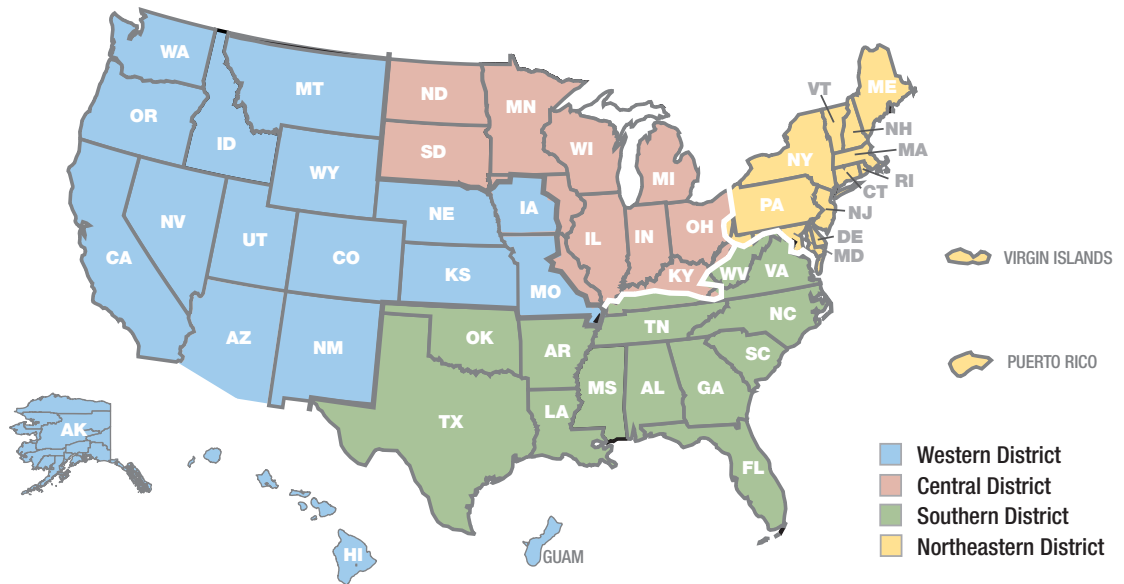 WA
MT
ND
MN
VT
ME
OR
ID
SD
WI
NH
MA
NY
WY
MI
RI
CT
NE
IA
PA
NJ
NV
UT
CO
IL
IN
OH
DE
MD
CA
KS
MO
KY
WV
VA
VIRGIN ISLANDS
AZ
NM
OK
AR
TN
NC
SC
PUERTO RICO
MS
AL
GA
TX
LA
AK
FL
HI
GUAM
Western District
Central District
Southern District
Northeastern District